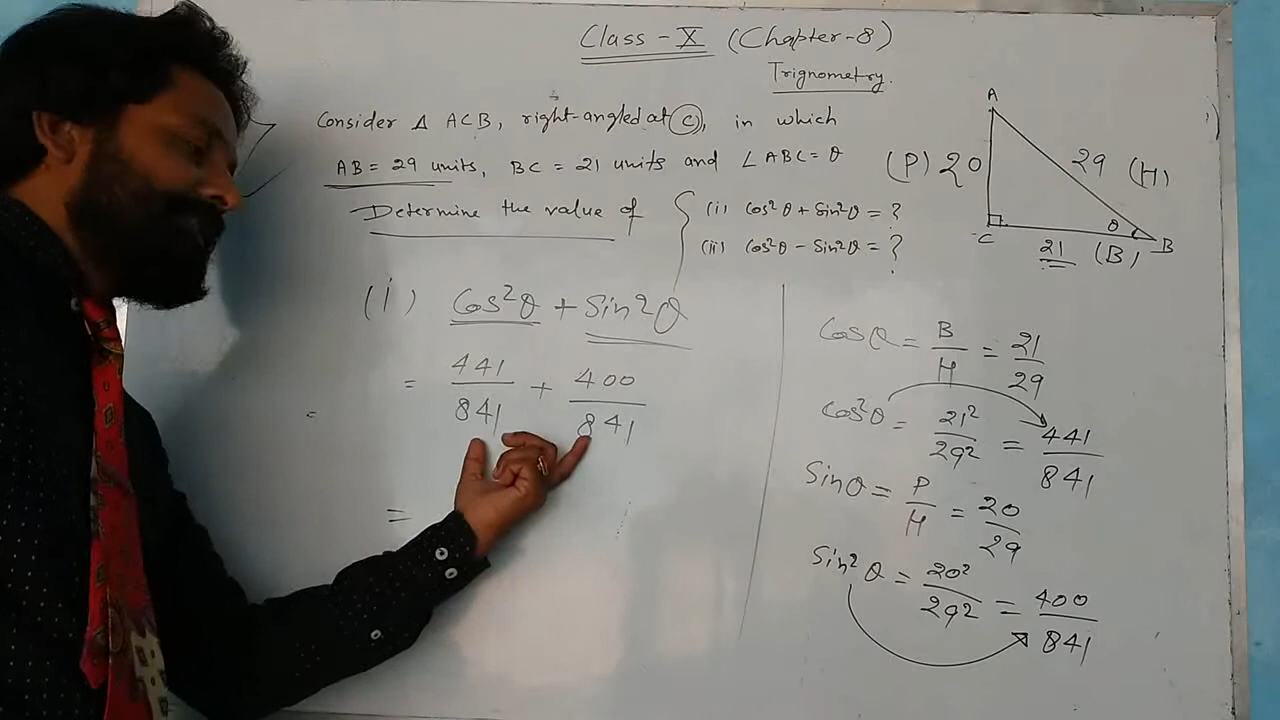 Class - X (Chapter-8)
Trignometry.
Consider Δ ACB, right-angled at C, in which
AB = 29 units, BC = 21 units and ∠ABC = θ
Determine the value of
(i) Cos²θ + Sin²θ = ?
(ii) Cos²θ - Sin²θ = ?
A
(P) 20
29 (H)
C
θ
B
21 (B)
(i) Cos²θ + Sin²θ
= 441/841 + 400/841
=
=
Cosθ = B/H = 21/29
Cos²θ = 21²/29² = 441/841
Sinθ = P/H = 20/29
Sin²θ = 20²/29² = 400/841